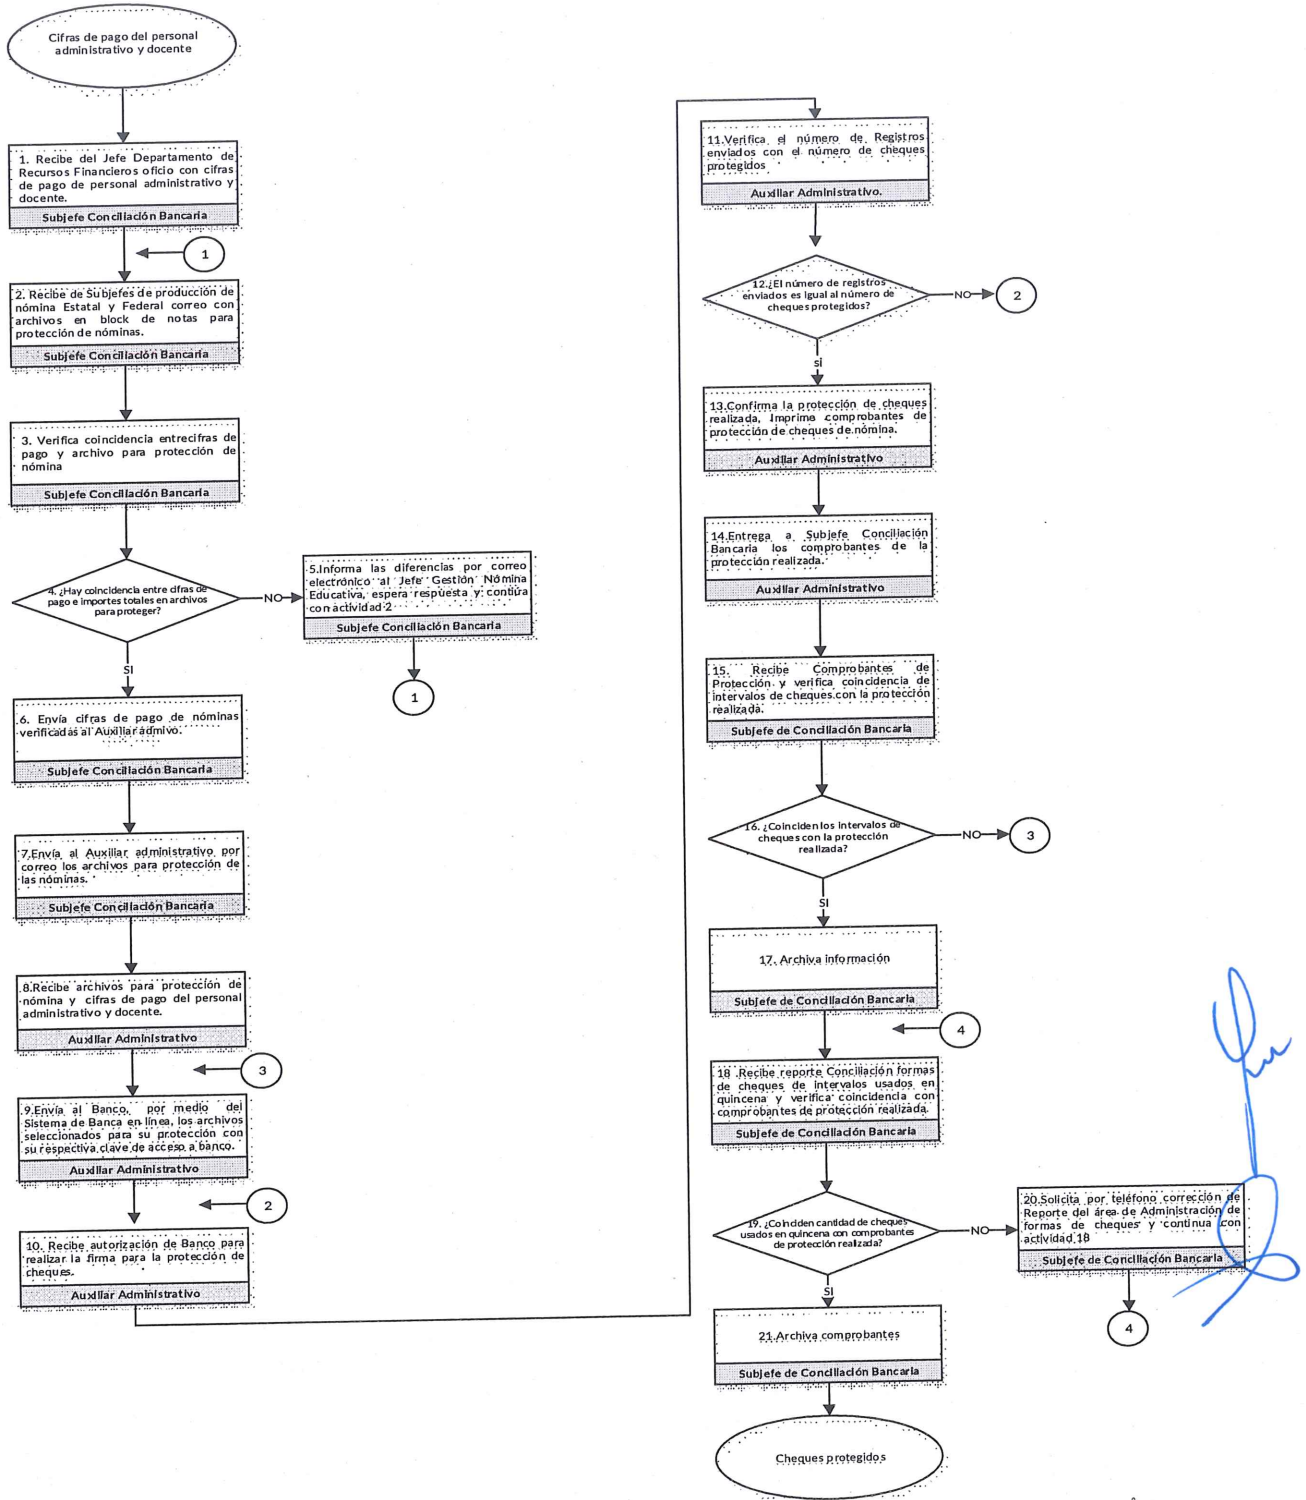 Cifras de pago del personal
administrativo y docente
1. Recibe del Jefe Departamento de
Recursos Financieros oficio con cifras
de pago de personal administrativo y
docente.
Subjefe Conciliación Bancaria
1
2. Recibe de Subjefes de producción de
nómina Estatal y Federal correo con
archivos en block de notas para
protección de nóminas.
Subjefe Conciliación Bancaria
3. Verifica coincidencia entrecifras de
pago y archivo para protección de
nómina
Subjefe Conciliación Bancaria
4. ¿Hay coincidencia entre cifras de
pago e importes totales en archivos
para proteger?
NO
5.Informa las diferencias por correo
electrónico al Jefe Gestión Nómina
Educativa, espera respuesta y contiúa
con actividad 2
Subjefe Conciliación Bancaria
1
SI
6. Envía cifras de pago de nóminas
verificadas al Auxiliar admivo.
Subjefe Conciliación Bancaria
7.Envía al Auxiliar administrativo por
correo los archivos para protección de
las nóminas.
Subjefe Conciliación Bancaria
8.Recibe archivos para protección de
nómina y cifras de pago del personal
administrativo y docente.
Auxiliar Administrativo
3
9.Envía al Banco, por medio del
Sistema de Banca en línea, los archivos
seleccionados para su protección con
su respectiva clave de acceso a banco.
Auxiliar Administrativo
2
10. Recibe autorización de Banco para
realizar la firma para la protección de
cheques.
Auxiliar Administrativo
11.Verifica el número de Registros
enviados con el número de cheques
protegidos
Auxiliar Administrativo.
12.¿El número de registros
enviados es igual al número de
cheques protegidos?
NO
2
si
13.Confirma la protección de cheques
realizada, Imprime comprobantes de
protección de cheques de nómina.
Auxiliar Administrativo
14.Entrega a Subjefe Conciliación
Bancaria los comprobantes de la
protección realizada.
Auxiliar Administrativo
15. Recibe Comprobantes de
Protección y verifica coincidencia de
intervalos de cheques con la protección
realizada.
Subjefe de Conciliación Bancaria
16. ¿Coinciden los intervalos de
cheques con la protección
realizada?
NO
3
SI
17. Archiva información
Subjefe de Conciliación Bancaria
4
18 .Recibe reporte Conciliación formas
de cheques de intervalos usados en
quincena y verifica coincidencia con
comprobantes de protección realizada.
Subjefe de Conciliación Bancaria
19. ¿Coinciden cantidad de cheques
usados en quincena con comprobantes
de protección realizada?
NO
20.Solicita por teléfono corrección de
Reporte del área de Administración de
formas de cheques y continua con
actividad 18
Subjefe de Conciliación Bancaria
4
SI
21.Archiva comprobantes
Subjefe de Conciliación Bancaria
Cheques protegidos